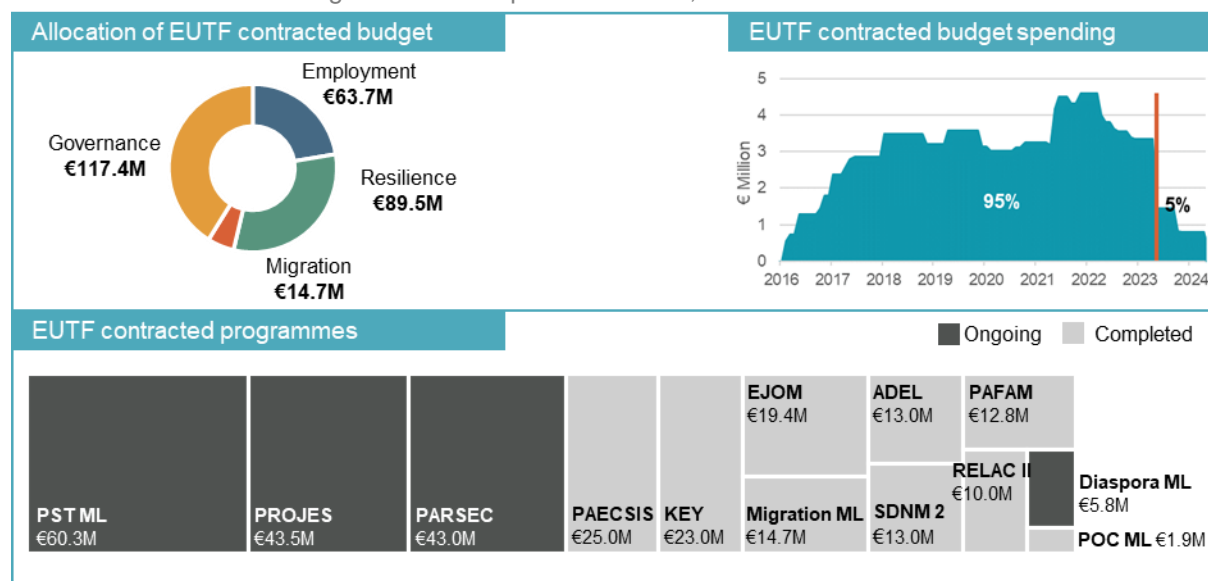 Allocation of EUTF contracted budget
EUTF contracted budget spending
Employment
€63.7M
Governance
€117.4M
Resilience
€89.5M
Migration
€14.7M
€ Million
5
4
3
2
1
0
95%
5%
2016 2017 2018 2019 2020 2021 2022 2023 2024
EUTF contracted programmes
Ongoing
Completed
PST ML
€60.3M
PROJES
€43.5M
PARSEC
€43.0M
PAECSIS
€25.0M
KEY
€23.0M
EJOM
€19.4M
Migration ML
€14.7M
ADEL
€13.0M
SDNM 2
€13.0M
PAFAM
€12.8M
RELAC II
€10.0M
Diaspora ML
€5.8M
POC ML €1.9M